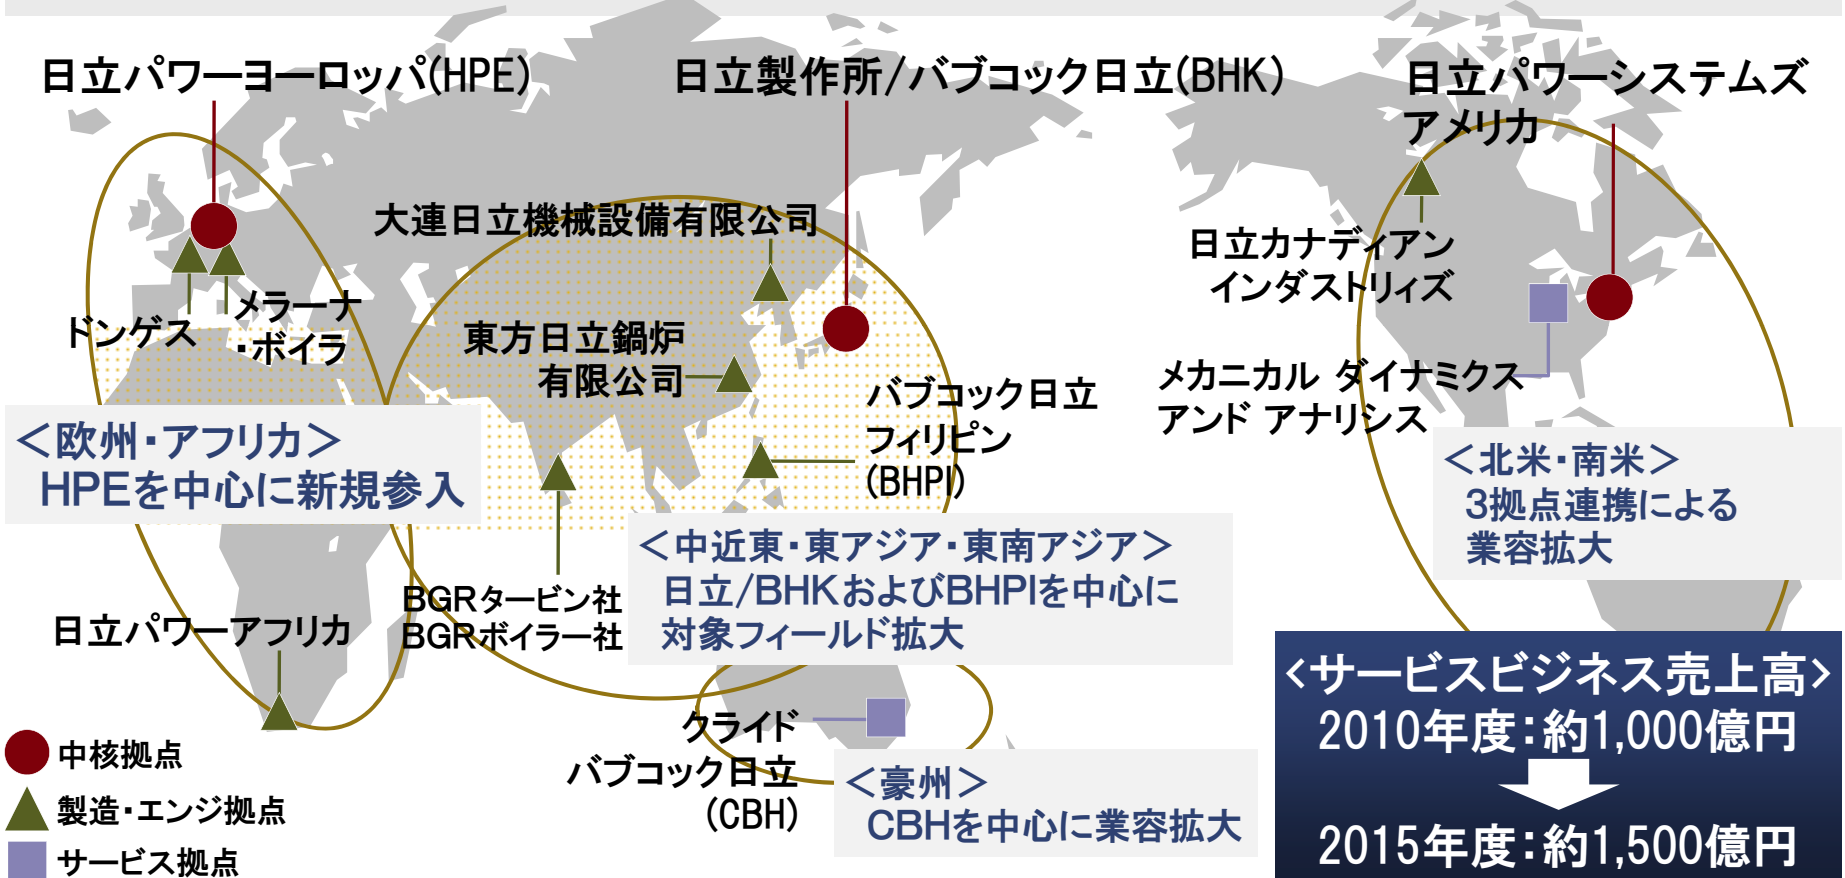 日立パワーヨーロッパ(HPE)
日立製作所/バブコック日立(BHK)
日立パワーシステムズ
アメリカ
大連日立機械設備有限公司
日立カナディアン
インダストリィズ
ドンゲス
メラーナ
・ボイラ
東方日立鍋炉
有限公司
バブコック日立
フィリピン
(BHPI)
メカニカル ダイナミクス
アンド アナリシス
＜欧州・アフリカ＞
HPEを中心に新規参入
＜北米・南米＞
3拠点連携による
業容拡大
＜中近東・東アジア・東南アジア＞
日立/BHKおよびBHPIを中心に
対象フィールド拡大
BGRタービン社
BGRボイラー社
日立パワーアフリカ
クライド
バブコック日立
(CBH)
＜豪州＞
CBHを中心に業容拡大
中核拠点
製造・エンジ拠点
サービス拠点
<サービスビジネス売上高>
2010年度：約1,000億円
2015年度：約1,500億円